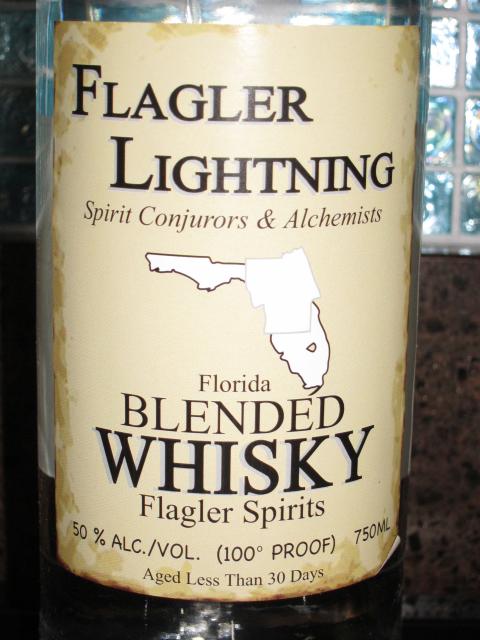 FLAGLER
LIGHTNING
Spirit Conjurors & Alchemists
Florida
BLENDED
WHISKY
Flagler Spirits
50 % ALC./VOL. (100° PROOF) 750ML
Aged Less Than 30 Days